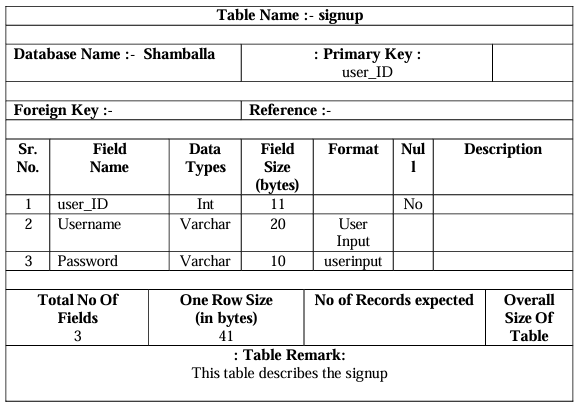 Table Name :- signup
Database Name :-  Shamballa
: Primary Key :
user_ID
Foreign Key :-
Reference :-
Sr. No. Field Name Data Types Field Size (bytes) Format Nul l Description
1 user_ID Int 11 No
2 Username Varchar 20 User Input
3 Password Varchar 10 userinput
Total No Of Fields 3
One Row Size (in bytes) 41
No of Records expected
Overall Size Of Table
: Table Remark:
This table describes the signup